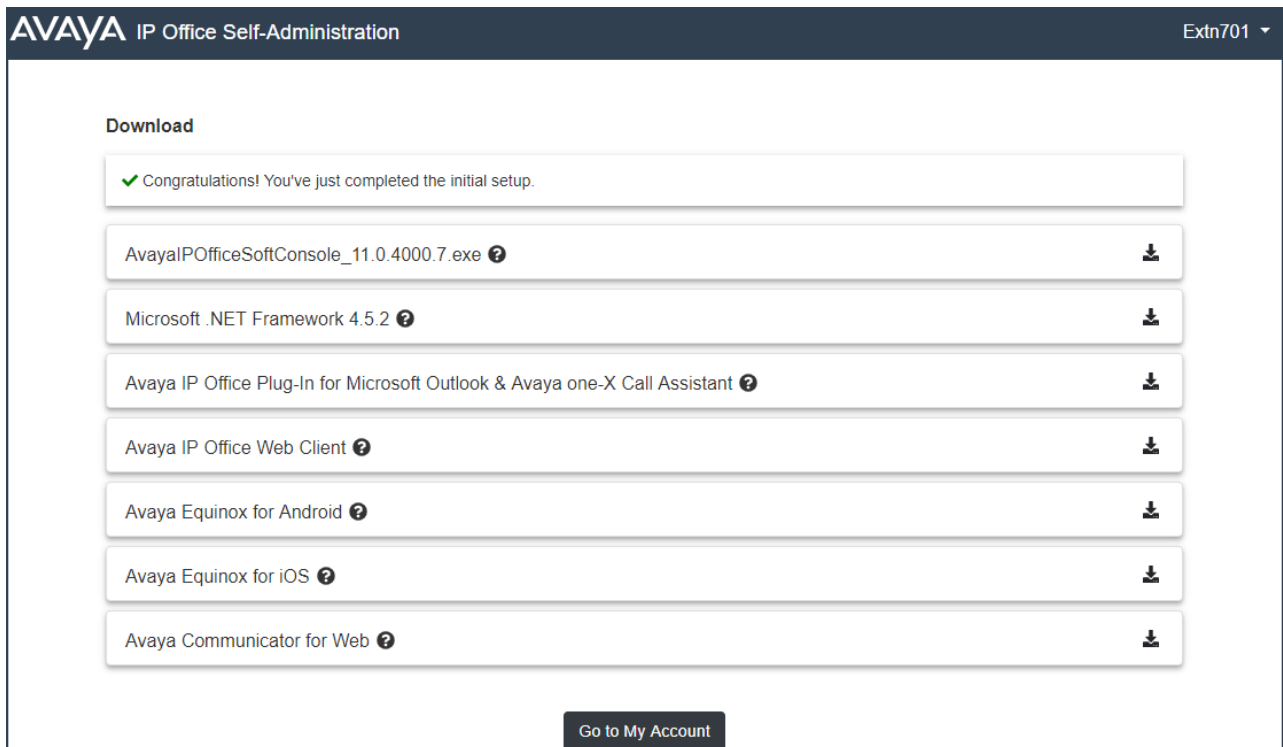 AVAYA IP Office Self-Administration Extn701
Download
Congratulations! You've just completed the initial setup.
AvayaIPOfficeSoftConsole_11.0.4000.7.exe
Microsoft .NET Framework 4.5.2
Avaya IP Office Plug-In for Microsoft Outlook & Avaya one-X Call Assistant
Avaya IP Office Web Client
Avaya Equinox for Android
Avaya Equinox for iOS
Avaya Communicator for Web
Go to My Account